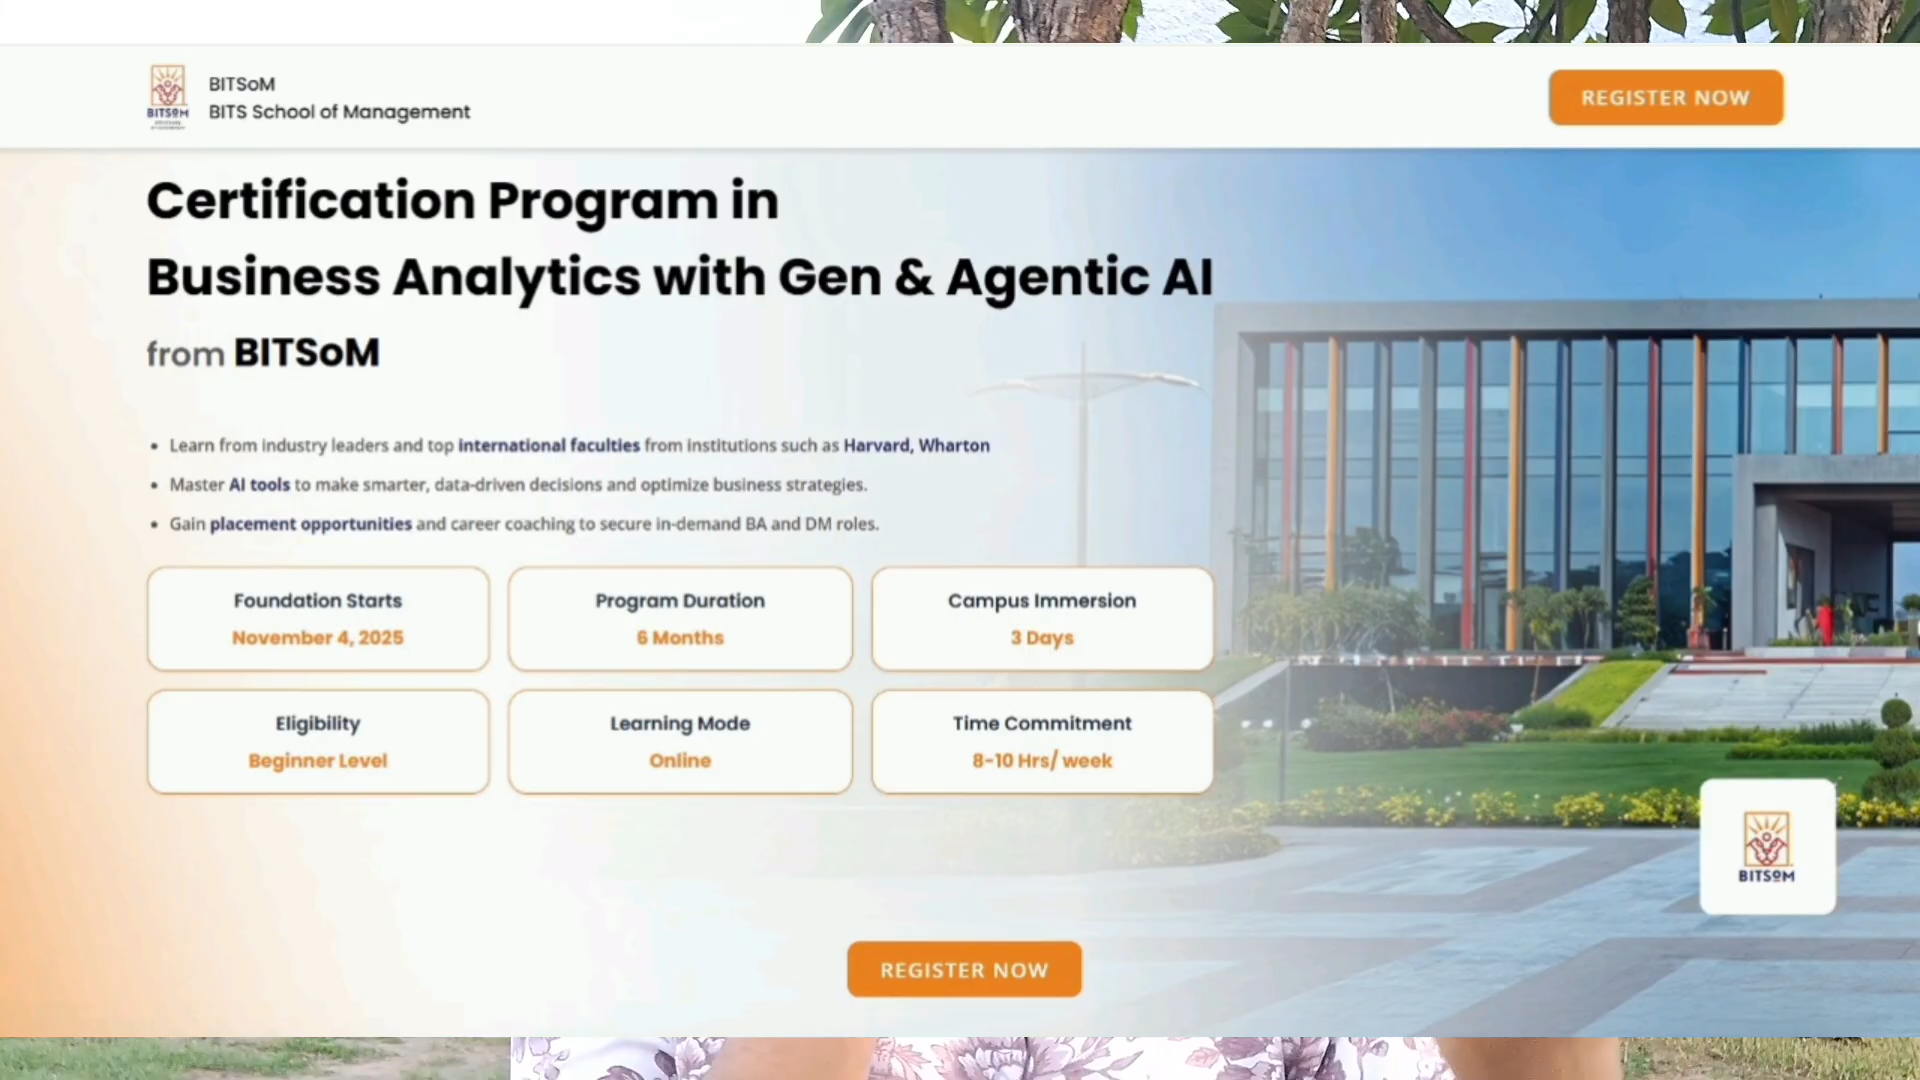 BITSoM
BITSoM
BITS School of Management
REGISTER NOW
Certification Program in
Business Analytics with Gen & Agentic AI
from BITSoM
• Learn from industry leaders and top international faculties from institutions such as Harvard, Wharton
• Master AI tools to make smarter, data-driven decisions and optimize business strategies.
• Gain placement opportunities and career coaching to secure in-demand BA and DM roles.
Foundation Starts
November 4, 2025
Program Duration
6 Months
Campus Immersion
3 Days
Eligibility
Beginner Level
Learning Mode
Online
Time Commitment
8-10 Hrs/ week
BITSoM
REGISTER NOW